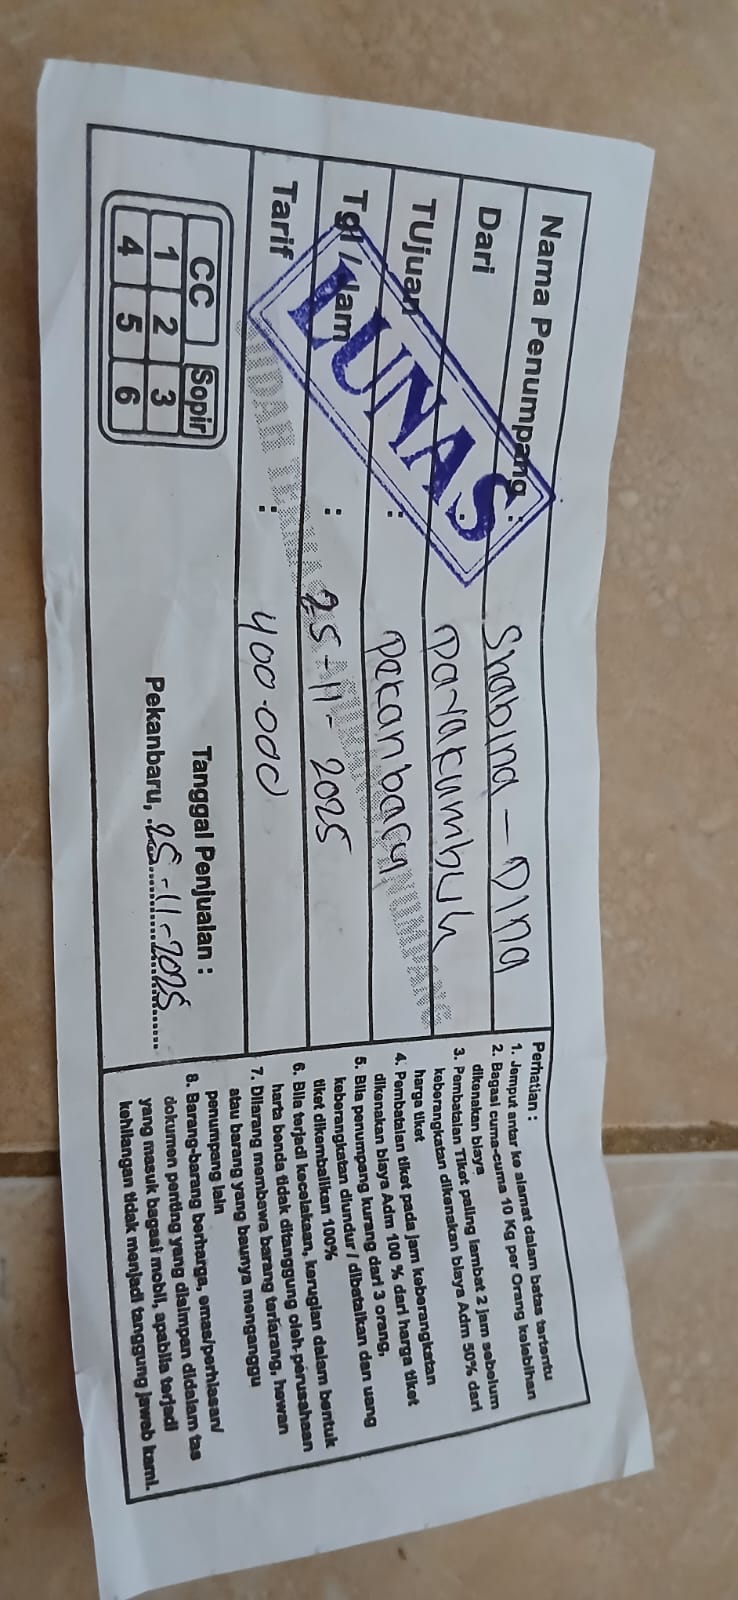 Nama Penumpang : Shabina - Dina
Dari : Payakumbuh
TUjuan : Pekanbaru
Tgl / Jam : 25-11-2025
Tarif : 400.000
LUNAS
CC Sopir
1 2 3
4 5 6
Tanggal Penjualan :
Pekanbaru, 25-11-2025
Perhatian :
1. Jemput antar ke alamat dalam batas tertentu
2. Bagasi cuma-cuma 10 Kg per Orang kelebihan
dikenakan biaya
3. Pembatalan Tiket paling lambat 2 jam sebelum
keberangkatan dikenakan biaya Adm 50% dari
harga tiket
4. Pembatalan tiket pada jam keberangkatan
dikenakan biaya Adm 100 % dari harga tiket
5. Bila penumpang kurang dari 3 orang,
keberangkatan diundur / dibatalkan dan uang
tiket dikembalikan 100%
6. Bila terjadi kecelakaan, kerugian dalam bentuk
harta benda tidak ditanggung oleh perusahaan
7. Dilarang membawa barang terlarang, hewan
atau barang yang baunya menganggu
penumpang lain
8. Barang-barang berharga, emas/perhiasan/
dokumen penting yang disimpan didalam tas
yang masuk bagasi mobil, apabila terjadi
kehilangan tidak menjadi tanggung jawab kami.